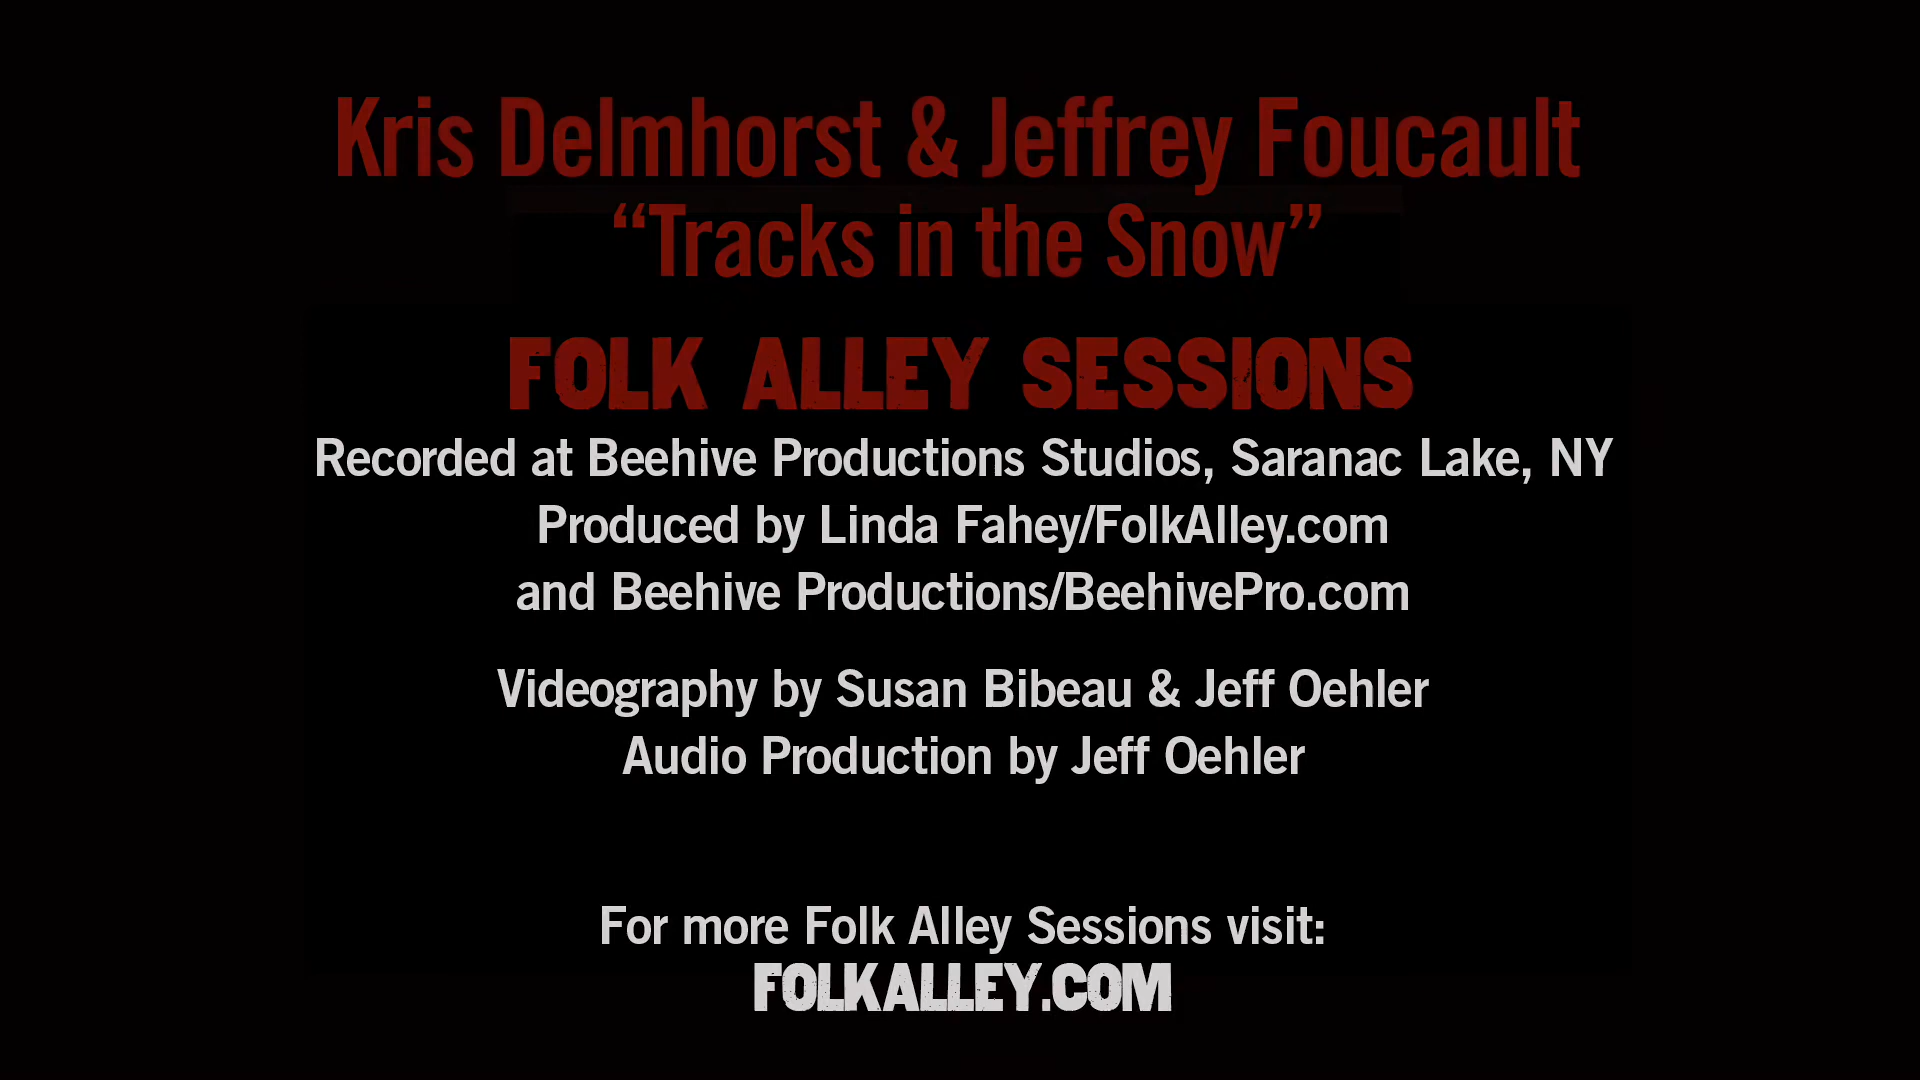 Kris Delmhorst & Jeffrey Foucault
“Tracks in the Snow”
FOLK ALLEY SESSIONS
Recorded at Beehive Productions Studios, Saranac Lake, NY
Produced by Linda Fahey/FolkAlley.com
and Beehive Productions/BeehivePro.com
Videography by Susan Bibeau & Jeff Oehler
Audio Production by Jeff Oehler
For more Folk Alley Sessions visit:
FOLKALLEY.COM